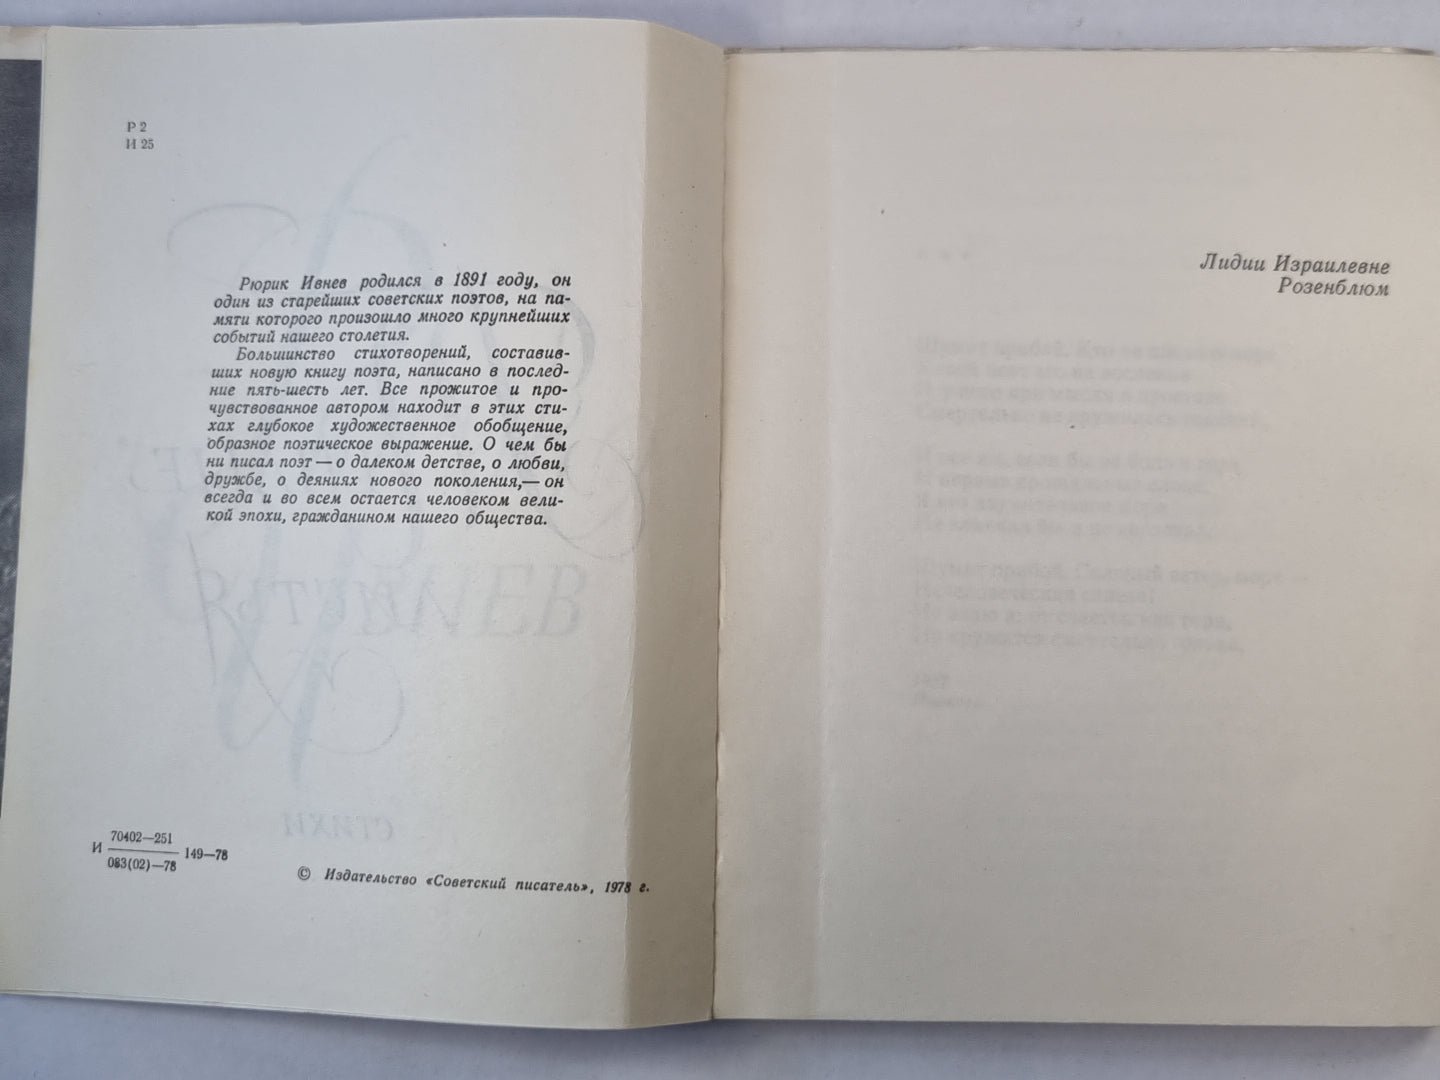 Р 2
И 25
Рюрик Ивнев родился в 1891 году, он
один из старейших советских поэтов, на па-
мяти которого произошло много крупнейших
событий нашего столетия.
Большинство стихотворений, составив-
ших новую книгу поэта, написано в послед-
ние пять-шесть лет. Все прожитое и про-
чувствованное автором находит в этих сти-
хах глубокое художественное обобщение,
образное поэтическое выражение. О чем бы
ни писал поэт — о далеком детстве, о любви,
дружбе, о деяниях нового поколения,— он
всегда и во всем остается человеком вели-
кой эпохи, гражданином нашего общества.
СТИХИ
И 70402—251
083(02)—78 149—78
© Издательство «Советский писатель», 1978 г.
Лидии Израилевне
Розенблюм